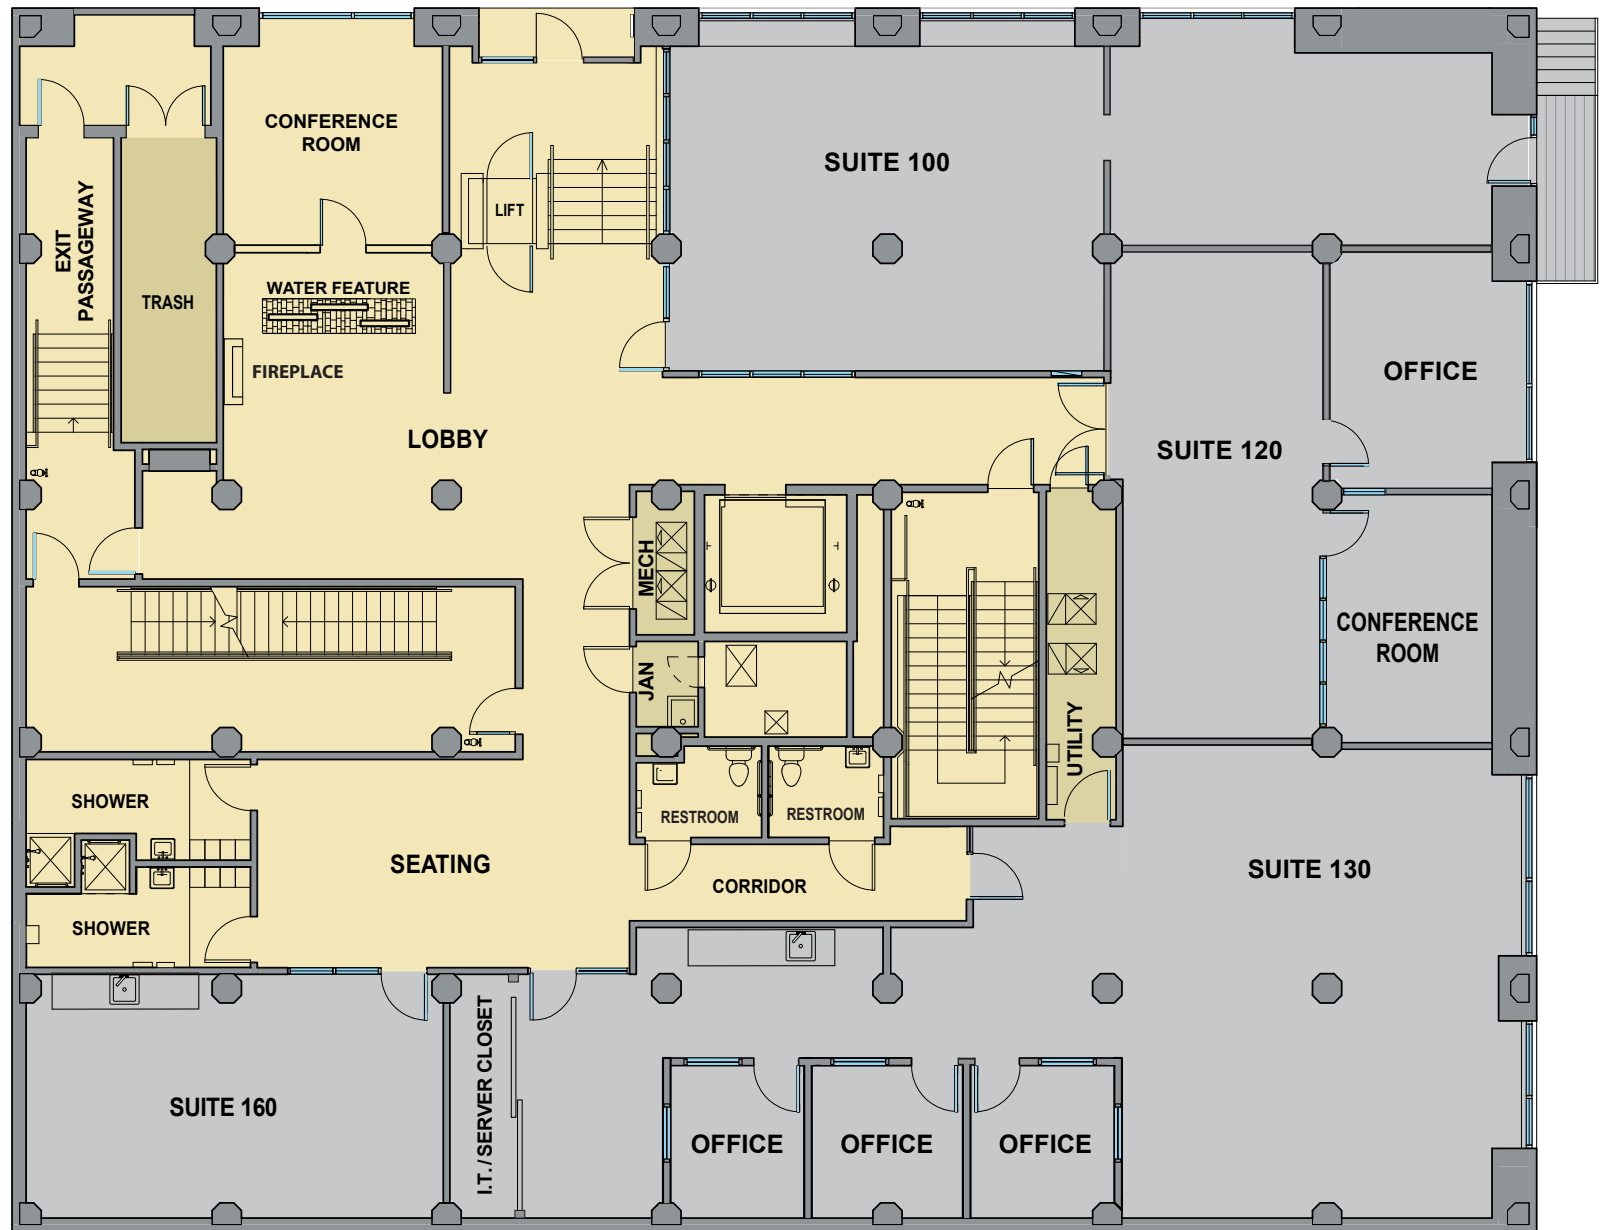 CONFERENCE
ROOM
SUITE 100
EXIT
PASSAGEWAY
LIFT
TRASH
WATER FEATURE
FIREPLACE
OFFICE
LOBBY
SUITE 120
MECH
CONFERENCE
ROOM
JAN
UTILITY
SHOWER
RESTROOM
RESTROOM
SEATING
SUITE 130
CORRIDOR
SHOWER
I.T. / SERVER CLOSET
SUITE 160
OFFICE
OFFICE
OFFICE